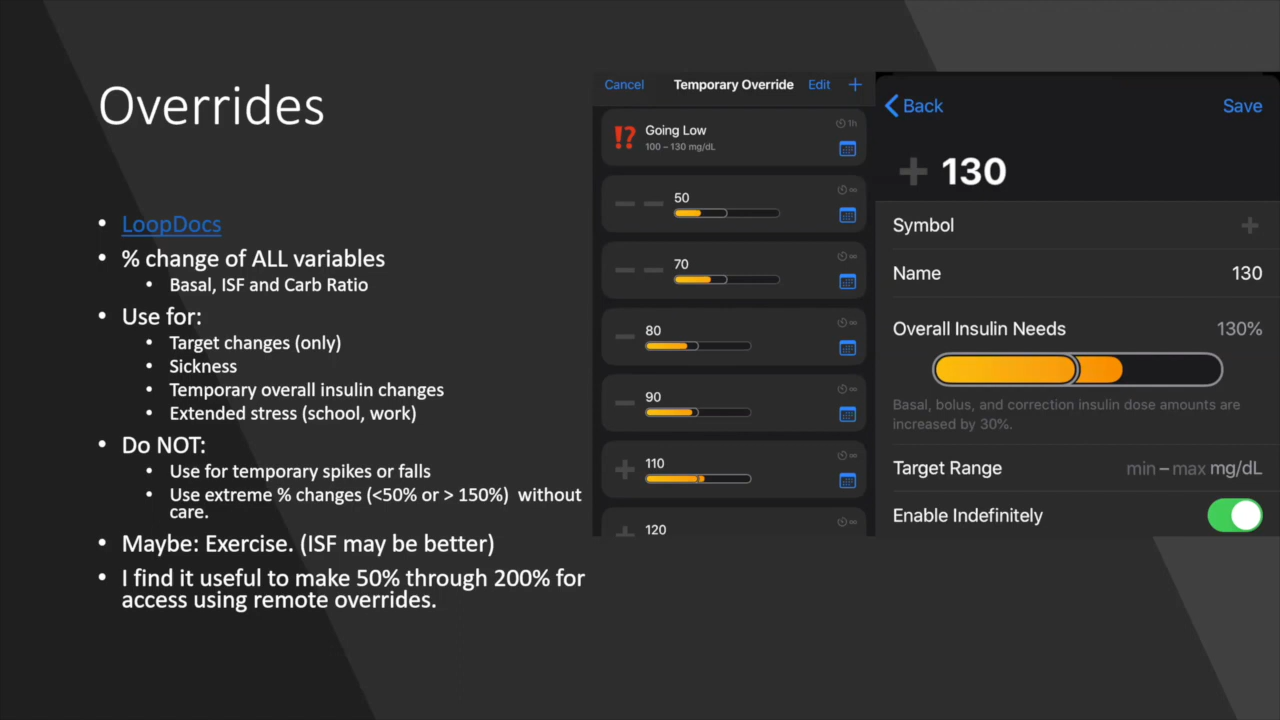 Overrides
• LoopDocs
• % change of ALL variables
• Basal, ISF and Carb Ratio
• Use for:
• Target changes (only)
• Sickness
• Temporary overall insulin changes
• Extended stress (school, work)
• Do NOT:
• Use for temporary spikes or falls
• Use extreme % changes (<50% or > 150%) without
care.
• Maybe: Exercise. (ISF may be better)
• I find it useful to make 50% through 200% for
access using remote overrides.
Cancel Temporary Override Edit +
⁉️ Going Low 1h
100 – 130 mg/dL
50 ∞
70 ∞
80 ∞
90 ∞
110 ∞
120 ∞
Back Save
+ 130
Symbol +
Name 130
Overall Insulin Needs 130%
Basal, bolus, and correction insulin dose amounts are
increased by 30%.
Target Range min – max mg/dL
Enable Indefinitely